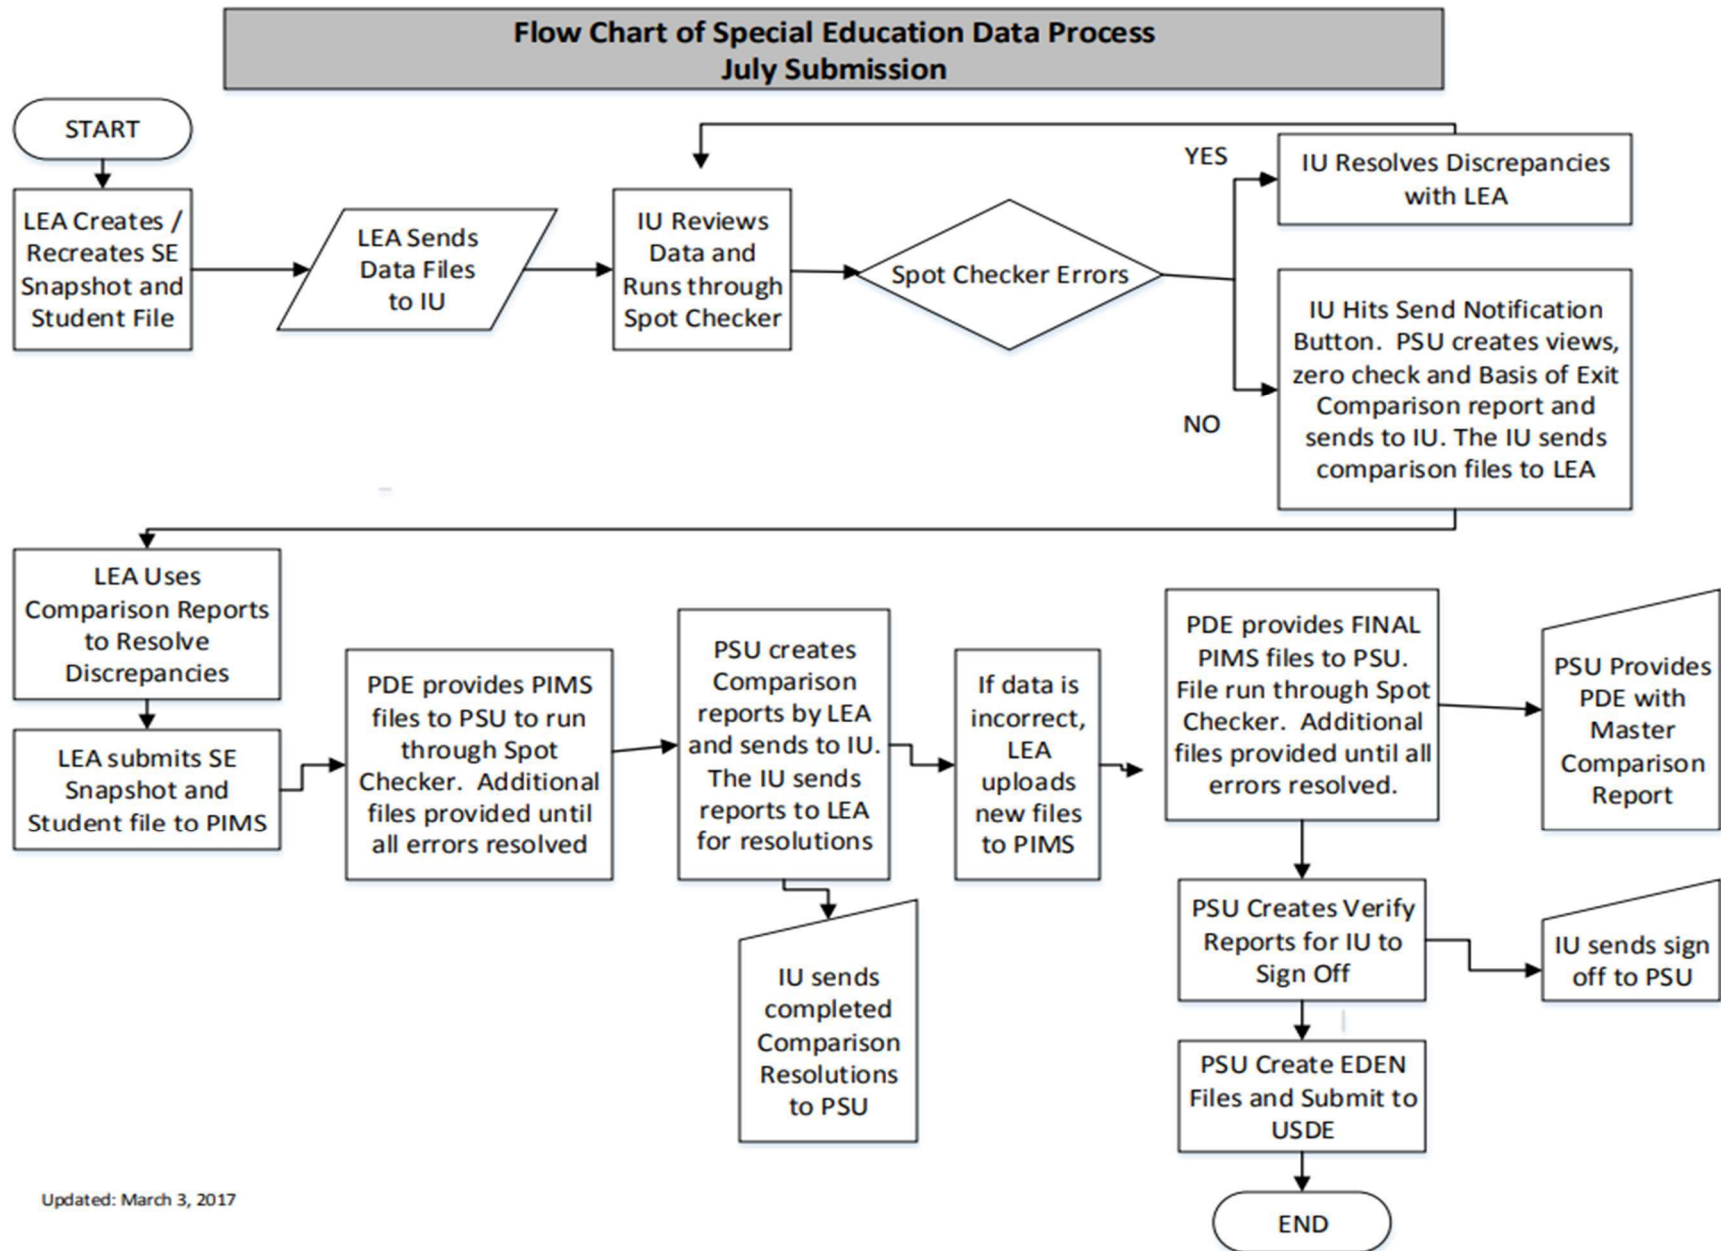 Flow Chart of Special Education Data Process
July Submission
START
LEA Creates /
Recreates SE
Snapshot and
Student File
LEA Sends
Data Files
to IU
IU Reviews
Data and
Runs through
Spot Checker
Spot Checker Errors
YES
IU Resolves Discrepancies
with LEA
NO
IU Hits Send Notification
Button.  PSU creates views,
zero check and Basis of Exit
Comparison report and
sends to IU. The IU sends
comparison files to LEA
LEA Uses
Comparison Reports
to Resolve
Discrepancies
LEA submits SE
Snapshot and
Student file to PIMS
PDE provides PIMS
files to PSU to run
through Spot
Checker.  Additional
files provided until
all errors resolved
PSU creates
Comparison
reports by LEA
and sends to IU.
The IU sends
reports to LEA
for resolutions
IU sends
completed
Comparison
Resolutions
to PSU
If data is
incorrect,
LEA
uploads
new files
to PIMS
PDE provides FINAL
PIMS files to PSU.
File run through Spot
Checker.  Additional
files provided until all
errors resolved.
PSU Provides
PDE with
Master
Comparison
Report
PSU Creates Verify
Reports for IU to
Sign Off
IU sends sign
off to PSU
PSU Create EDEN
Files and Submit to
USDE
END
Updated: March 3, 2017